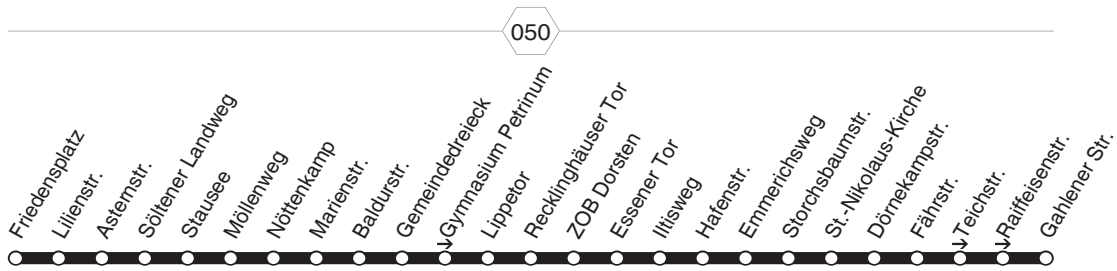 050
Friedensplatz
Lilienstr.
Asternstr.
Söltener Landweg
Stausee
Möllenweg
Nöttenkamp
Marienstr.
Baldurstr.
Gemeindedreieck
Gymnasium Petrinum
Lippetor
Recklinghäuser Tor
ZOB Dorsten
Essener Tor
Iltisweg
Hafenstr.
Emmerichsweg
Storchsbaumstr.
St.-Nikolaus-Kirche
Dörnekampstr.
Fährstr.
Teichstr.
Raiffeisenstr.
Gahlener Str.